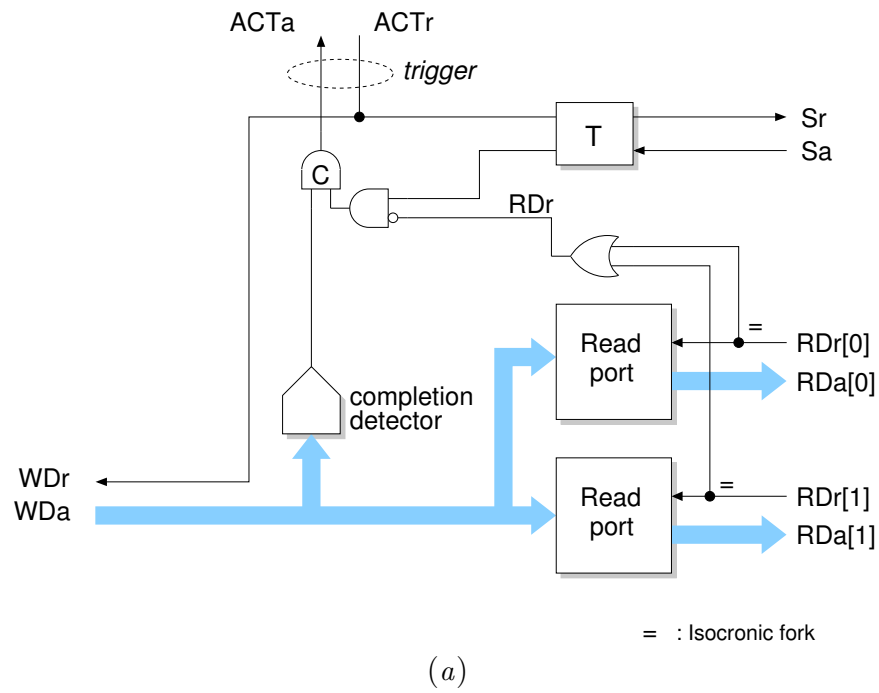 ACTa ACTr
trigger
T
Sr
Sa
C
RDr
=
Read
port
RDr[0]
RDa[0]
completion
detector
WDr
WDa
=
Read
port
RDr[1]
RDa[1]
= : Isocronic fork
(a)